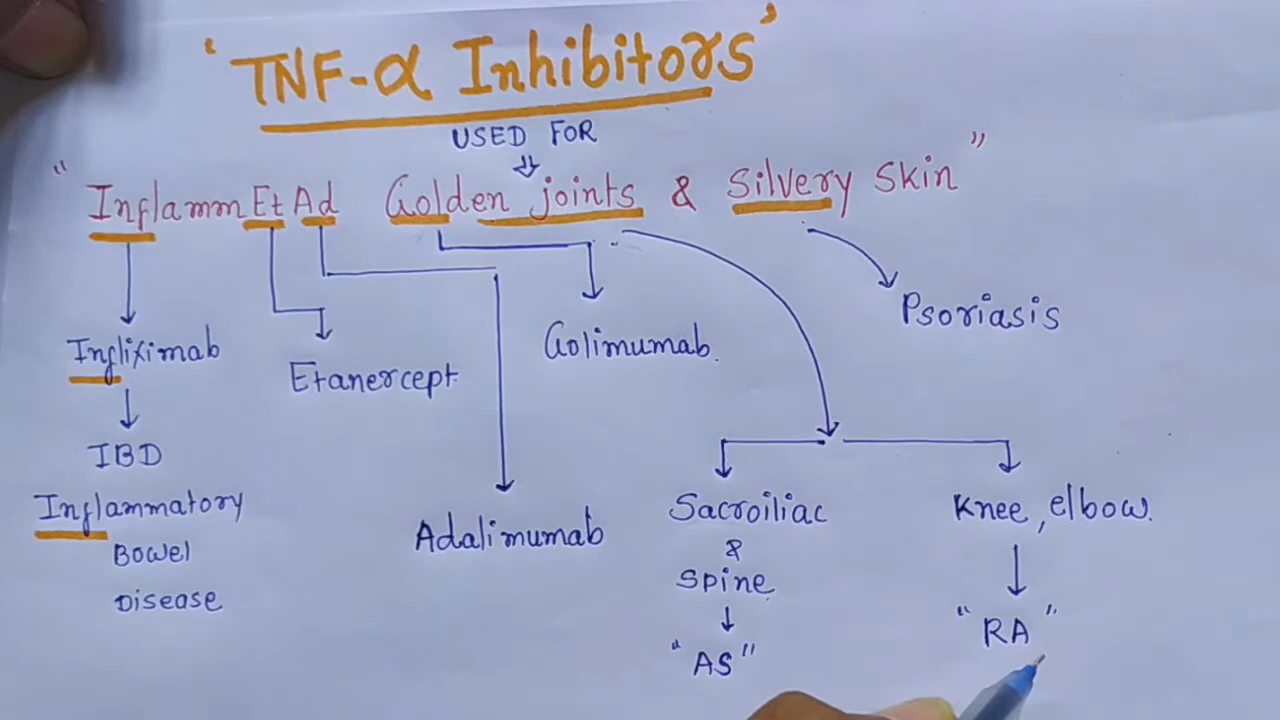 'TNF-α Inhibitors'
USED FOR
"InflammEtAd Golden joints & Silvery Skin"
Psoriasis
Infliximab
Etanercept
Golimumab.
IBD
Inflammatory
Bowel
Disease
Adalimumab
Sacroiliac
&
Spine
"AS"
Knee, elbow.
"RA"